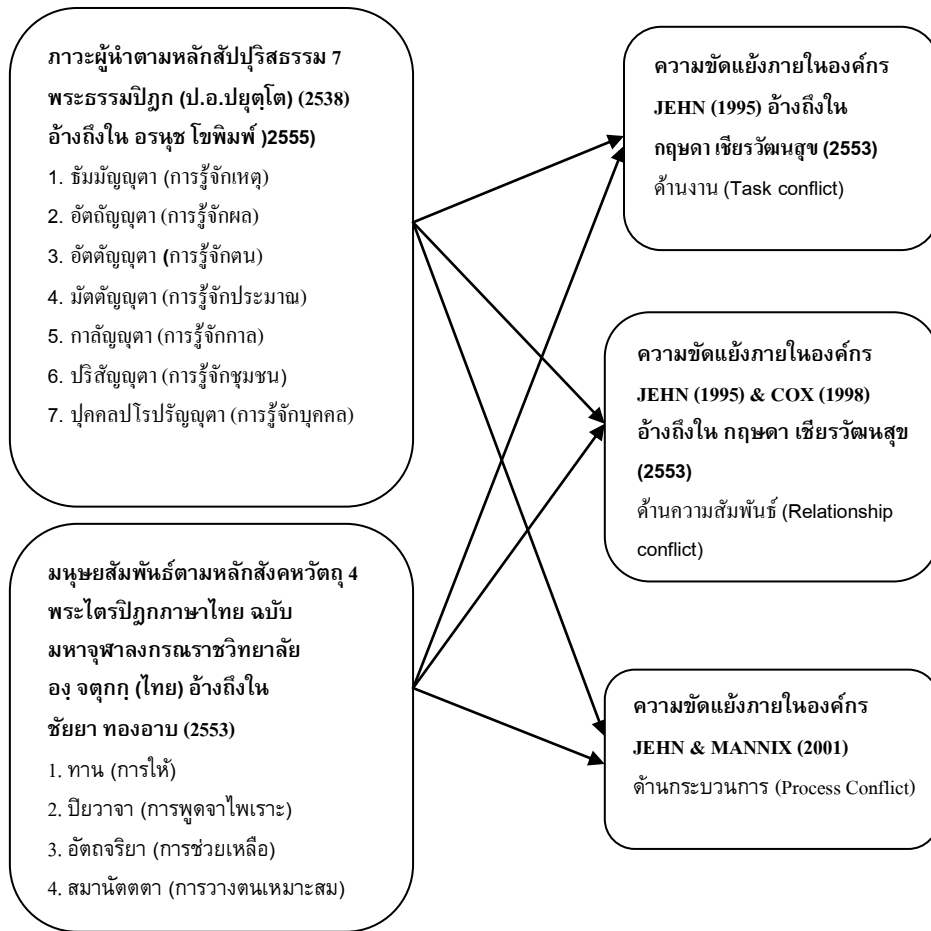 ภาวะผู้นำตามหลักสัปปุริสธรรม 7
พระธรรมปิฎก (ป.อ.ปยุตฺโต) (2538)
อ้างถึงใน อรนุช โขพิมพ์ )2555)
1. ธัมมัญญุตา (การรู้จักเหตุ)
2. อัตถัญญุตา (การรู้จักผล)
3. อัตตัญญุตา (การรู้จักตน)
4. มัตตัญญุตา (การรู้จักประมาณ)
5. กาลัญญุตา (การรู้จักกาล)
6. ปริสัญญุตา (การรู้จักชุมชน)
7. ปุคคลปโรปรัญญุตา (การรู้จักบุคคล)
มนุษยสัมพันธ์ตามหลักสังคหวัตถุ 4
พระไตรปิฎกภาษาไทย ฉบับ
มหาจุฬาลงกรณราชวิทยาลัย
องฺ จตุกกฺ (ไทย) อ้างถึงใน
ชัยยา ทองอาบ (2553)
1. ทาน (การให้)
2. ปิยวาจา (การพูดจาไพเราะ)
3. อัตถจริยา (การช่วยเหลือ)
4. สมานัตตตา (การวางตนเหมาะสม)
ความขัดแย้งภายในองค์กร
JEHN (1995) อ้างถึงใน
กฤษดา เชียรวัฒนสุข (2553)
ด้านงาน (Task conflict)
ความขัดแย้งภายในองค์กร
JEHN (1995) & COX (1998)
อ้างถึงใน กฤษดา เชียรวัฒนสุข
(2553)
ด้านความสัมพันธ์ (Relationship
conflict)
ความขัดแย้งภายในองค์กร
JEHN & MANNIX (2001)
ด้านกระบวนการ (Process Conflict)